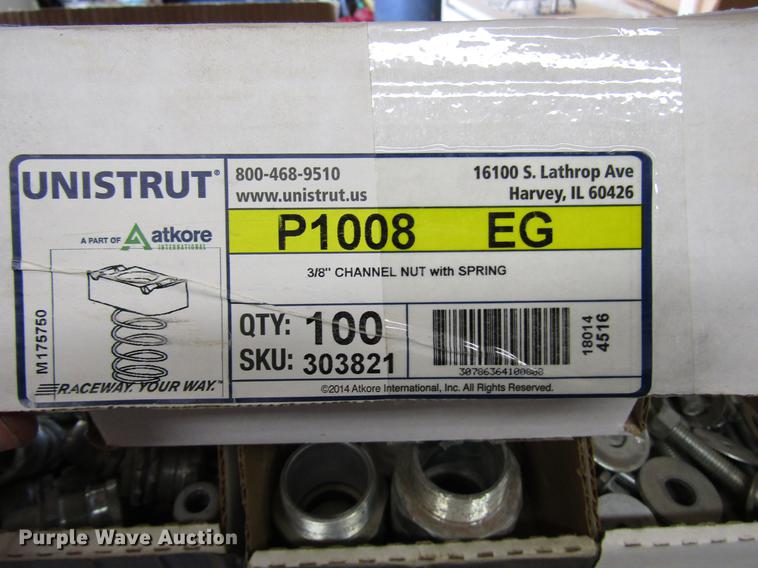 UNISTRUT®
800-468-9510
www.unistrut.us
16100 S. Lathrop Ave
Harvey, IL 60426
A PART OF atkore
INTERNATIONAL
P1008 EG
3/8" CHANNEL NUT with SPRING
M175750
QTY: 100
SKU: 303821
18014
4516
RACEWAY. YOUR WAY.™
©2014 Atkore International, Inc. All Rights Reserved.
Purple Wave Auction